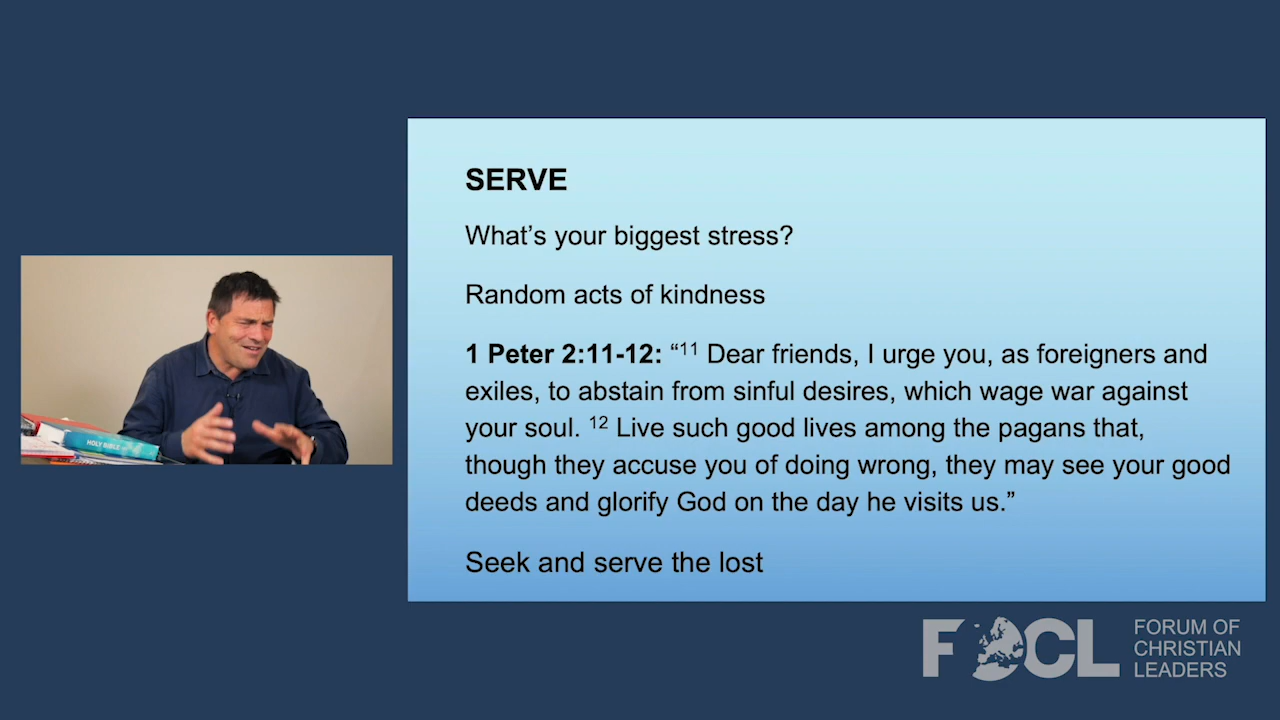 SERVE
What’s your biggest stress?
Random acts of kindness
1 Peter 2:11-12: “¹¹ Dear friends, I urge you, as foreigners and
exiles, to abstain from sinful desires, which wage war against
your soul. ¹² Live such good lives among the pagans that,
though they accuse you of doing wrong, they may see your good
deeds and glorify God on the day he visits us.”
Seek and serve the lost
HOLY BIBLE
FOCL
FORUM OF
CHRISTIAN
LEADERS